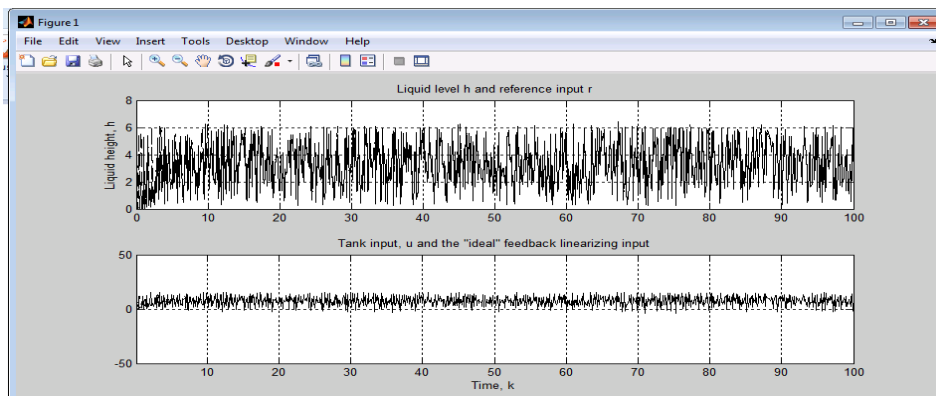 Figure 1
File Edit View Insert Tools Desktop Window Help
Liquid level h and reference input r
Liquid height, h
8
6
4
2
0
0 10 20 30 40 50 60 70 80 90 100
Tank input, u and the "ideal" feedback linearizing input
50
0
-50
10 20 30 40 50 60 70 80 90 100
Time, k